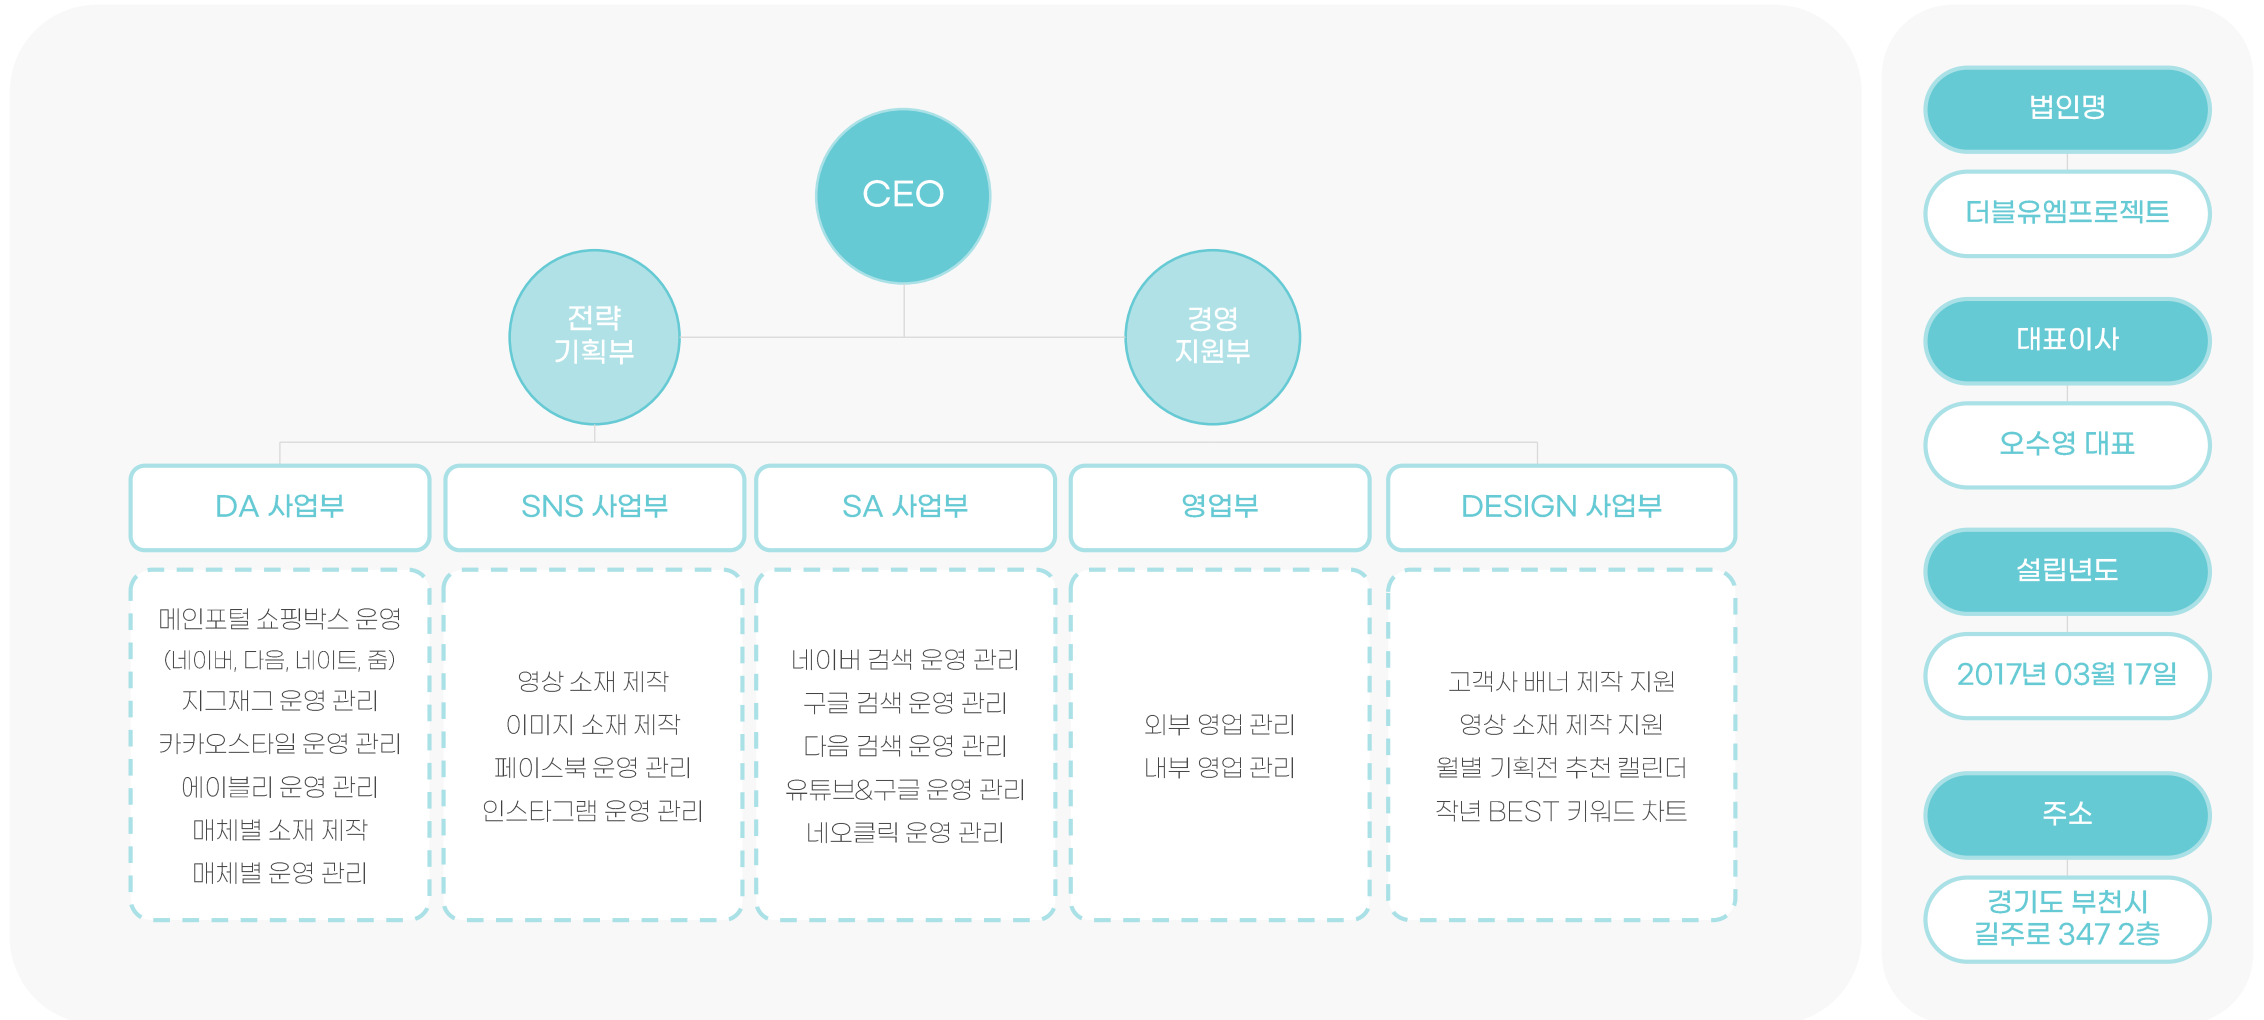 CEO
전략
기획부
경영
지원부
DA 사업부
메인포털 쇼핑박스 운영
(네이버, 다음, 네이트, 줌)
지그재그 운영 관리
카카오스타일 운영 관리
에이블리 운영 관리
매체별 소재 제작
매체별 운영 관리
SNS 사업부
영상 소재 제작
이미지 소재 제작
페이스북 운영 관리
인스타그램 운영 관리
SA 사업부
네이버 검색 운영 관리
구글 검색 운영 관리
다음 검색 운영 관리
유튜브&구글 운영 관리
네오클릭 운영 관리
영업부
외부 영업 관리
내부 영업 관리
DESIGN 사업부
고객사 배너 제작 지원
영상 소재 제작 지원
월별 기획전 추천 캘린더
작년 BEST 키워드 차트
법인명
더블유엠프로젝트
대표이사
오수영 대표
설립년도
2017년 03월 17일
주소
경기도 부천시
길주로 347 2층